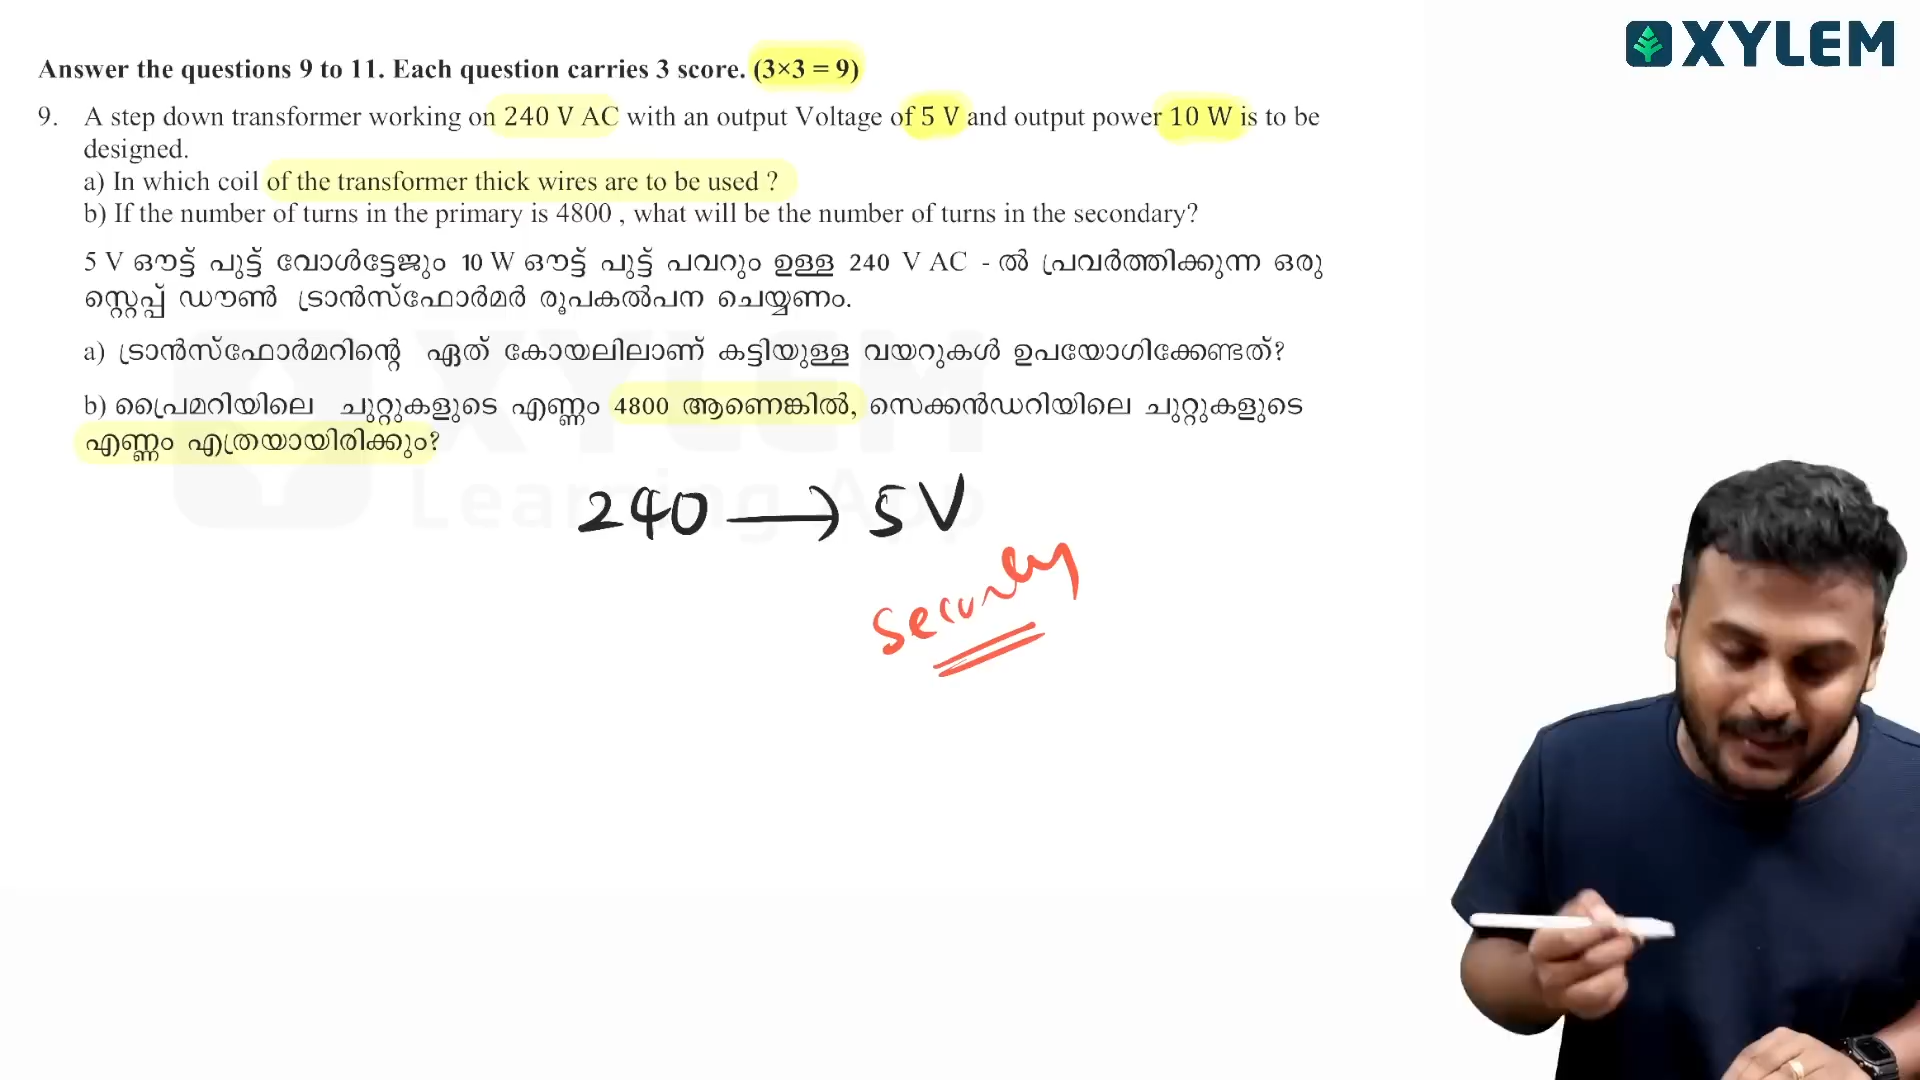 XYLEM
Answer the questions 9 to 11. Each question carries 3 score. (3×3 = 9)
9. A step down transformer working on 240 V AC with an output Voltage of 5 V and output power 10 W is to be
designed.
a) In which coil of the transformer thick wires are to be used ?
b) If the number of turns in the primary is 4800 , what will be the number of turns in the secondary?
5 V ഔട്ട് പുട്ട് വോൾട്ടേജും 10 W ഔട്ട് പുട്ട് പവറും ഉള്ള 240 V AC - ൽ പ്രവർത്തിക്കുന്ന ഒരു
സ്റ്റെപ്പ് ഡൗൺ ട്രാൻസ്ഫോർമർ രൂപകൽപന ചെയ്യണം.
a) ട്രാൻസ്ഫോർമറിന്റെ ഏത് കോയലിലാണ് കട്ടിയുള്ള വയറുകൾ ഉപയോഗിക്കേണ്ടത്?
b) പ്രൈമറിയിലെ ചുറ്റുകളുടെ എണ്ണം 4800 ആണെങ്കിൽ, സെക്കൻഡറിയിലെ ചുറ്റുകളുടെ
എണ്ണം എത്രയായിരിക്കും?
XYLEM
Learning App
240 → 5 V